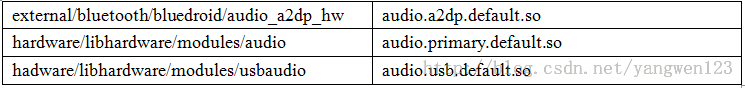 external/bluetooth/bluedroid/audio_a2dp_hw audio.a2dp.default.so
hardware/libhardware/modules/audio audio.primary.default.so
hadware/libhardware/modules/usbaudio audio.usb.default.so
http://blog.csdn.net/yangwen123